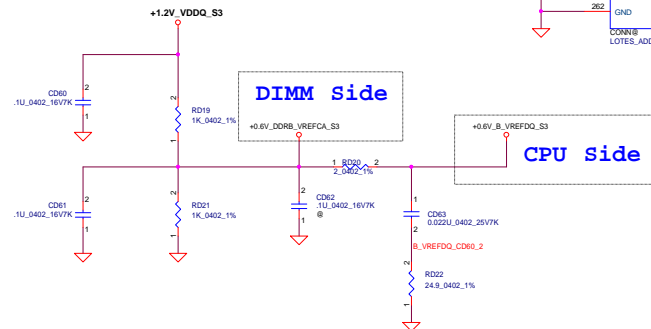 +1.2V_VDDQ_S3
262
GND
CONN@
LOTES_ADD
2
CD60
.1U_0402_16V7K
1
2
RD19
1K_0402_1%
1
DIMM Side
+0.6V_DDRB_VREFCA_S3
+0.6V_B_VREFDQ_S3
CPU Side
1
RD20
2
2_0402_1%
2
CD61
.1U_0402_16V7K
1
2
RD21
1K_0402_1%
1
2
CD62
.1U_0402_16V7K
1
@
1
CD63
0.022U_0402_25V7K
2
B_VREFDQ_CD60_2
2
RD22
24.9_0402_1%
1